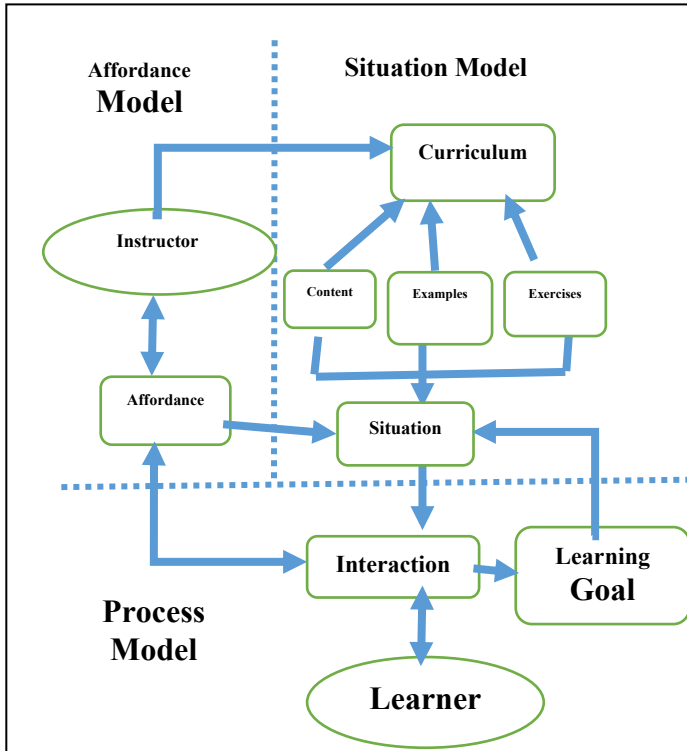 Affordance
Model
Situation Model
Curriculum
Instructor
Content
Examples
Exercises
Affordance
Situation
Interaction
Learning
Goal
Process
Model
Learner